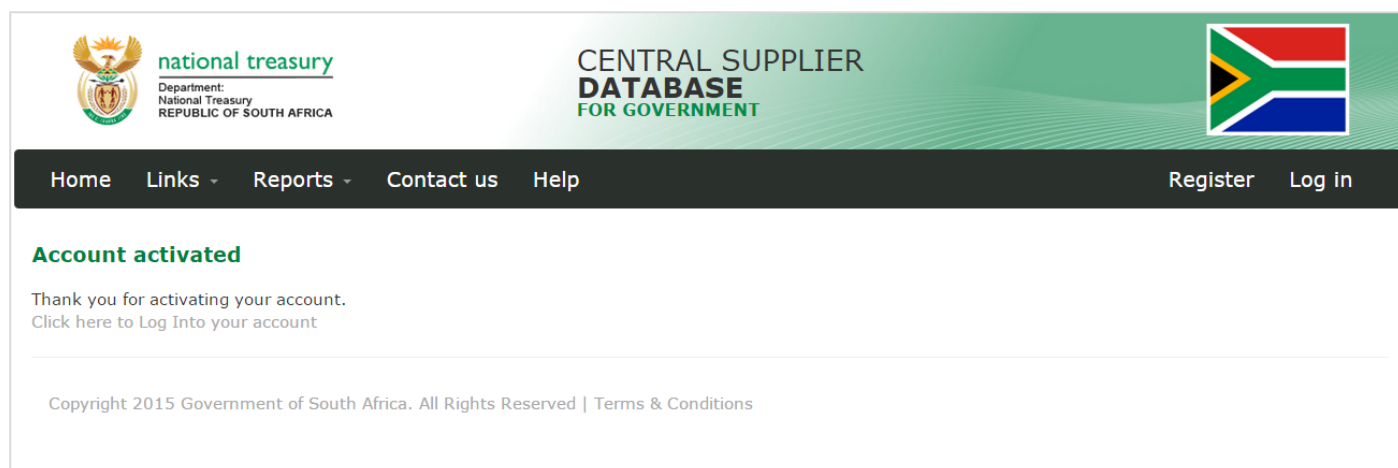 national treasury
Department:
National Treasury
REPUBLIC OF SOUTH AFRICA
CENTRAL SUPPLIER
DATABASE
FOR GOVERNMENT
Home Links Reports Contact us Help Register Log in
Account activated
Thank you for activating your account.
Click here to Log Into your account
Copyright 2015 Government of South Africa. All Rights Reserved | Terms & Conditions